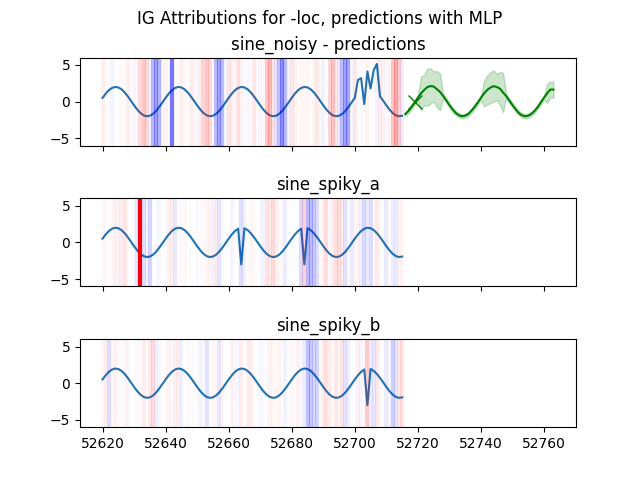 IG Attributions for -loc, predictions with MLP
sine_noisy - predictions
5
0
−5
sine_spiky_a
5
0
−5
sine_spiky_b
5
0
−5
52620 52640 52660 52680 52700 52720 52740 52760